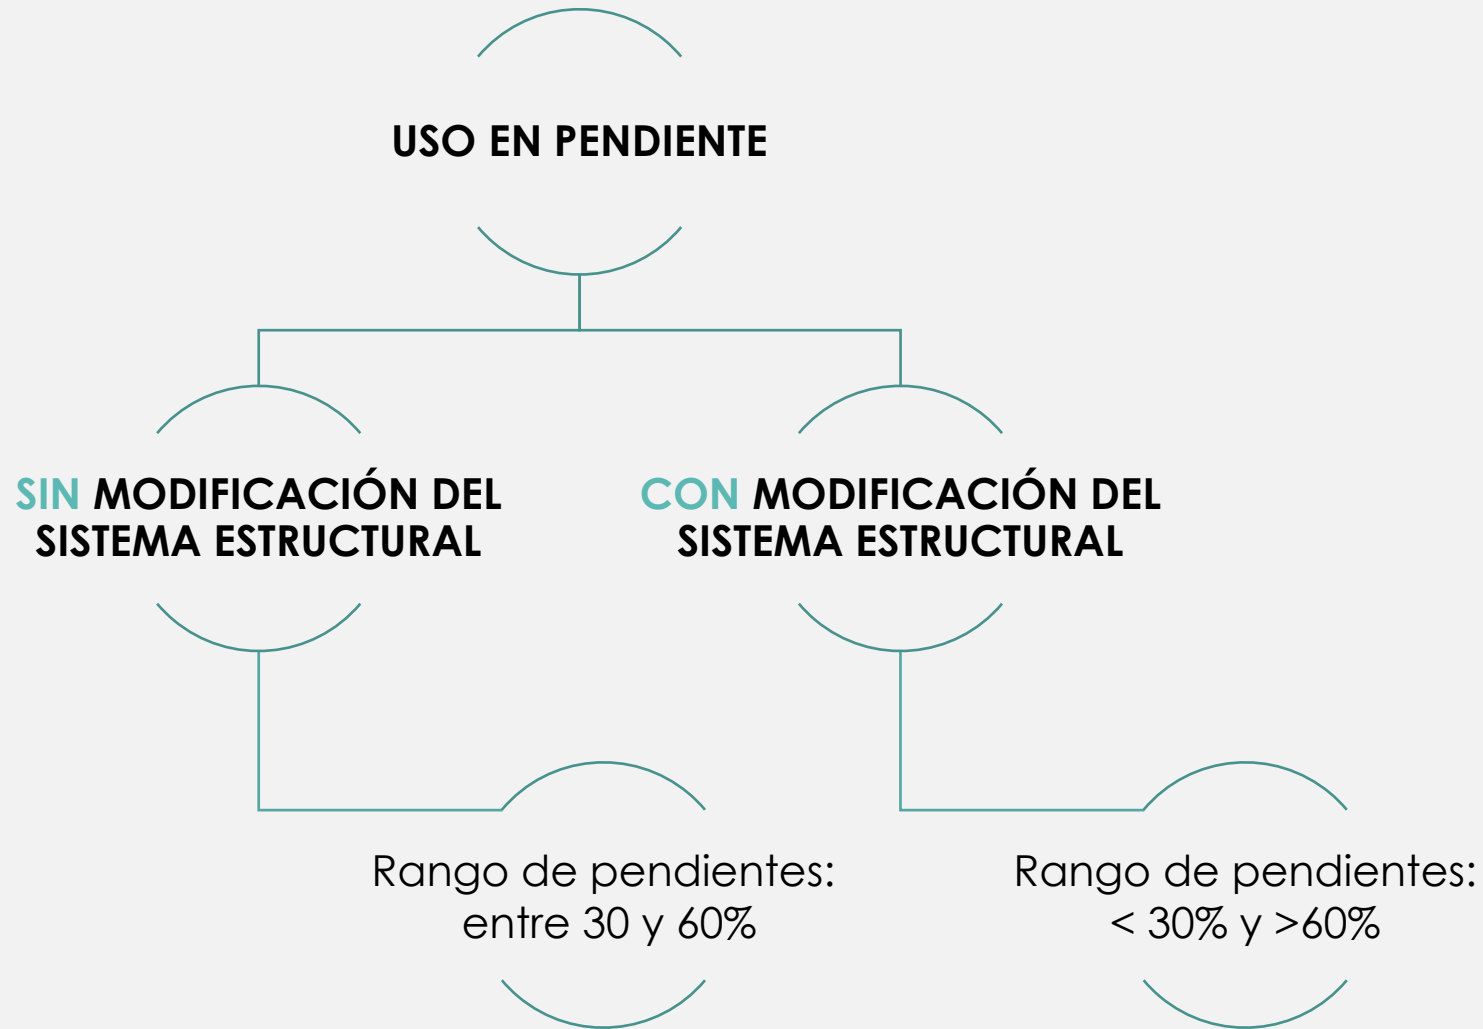 USO EN PENDIENTE
SIN MODIFICACIÓN DEL
SISTEMA ESTRUCTURAL
CON MODIFICACIÓN DEL
SISTEMA ESTRUCTURAL
Rango de pendientes:
entre 30 y 60%
Rango de pendientes:
< 30% y >60%